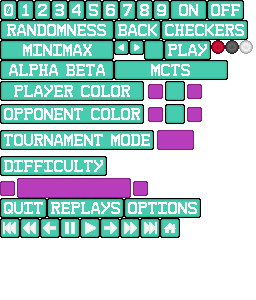 0 1 2 3 4 5 6 7 8 9 ON OFF
RANDOMNESS BACK CHECKERS
MINIMAX PLAY
ALPHA BETA MCTS
PLAYER COLOR
OPPONENT COLOR
TOURNAMENT MODE
DIFFICULTY
QUIT REPLAYS OPTIONS